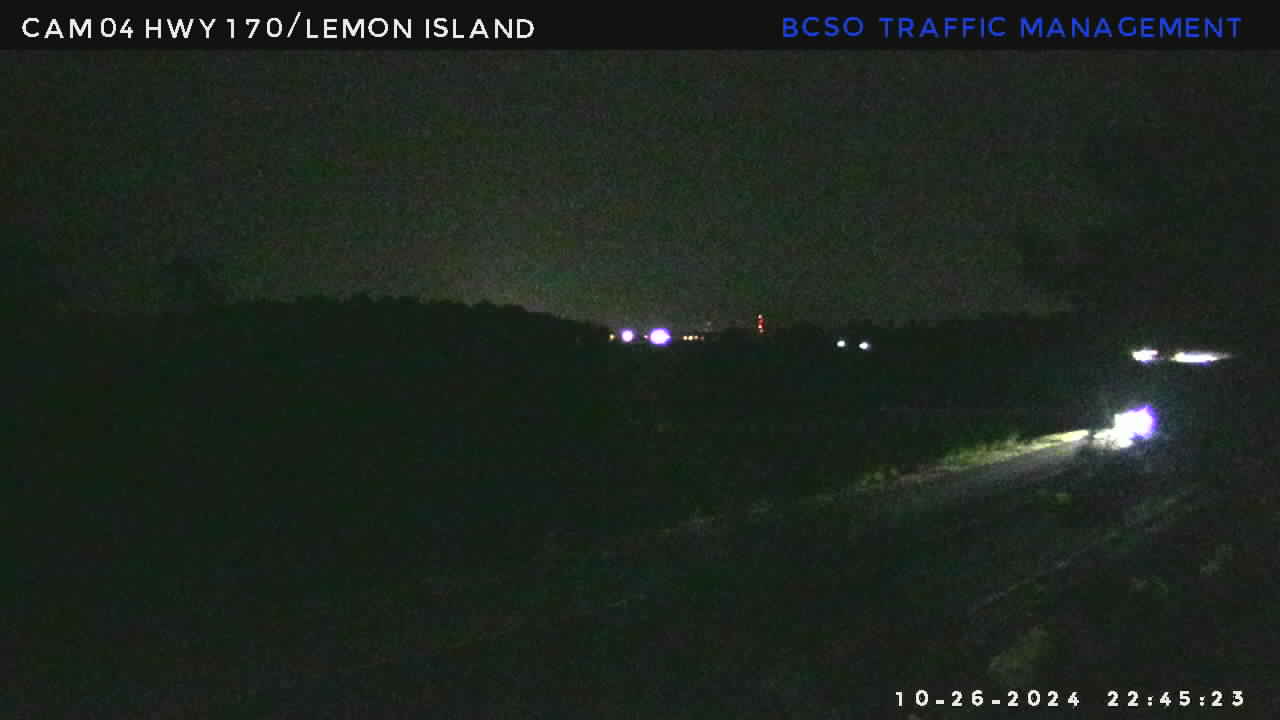 CAM04 HWY 170/LEMON ISLAND
BCSO TRAFFIC MANAGEMENT
10-26-2024 22:45:23